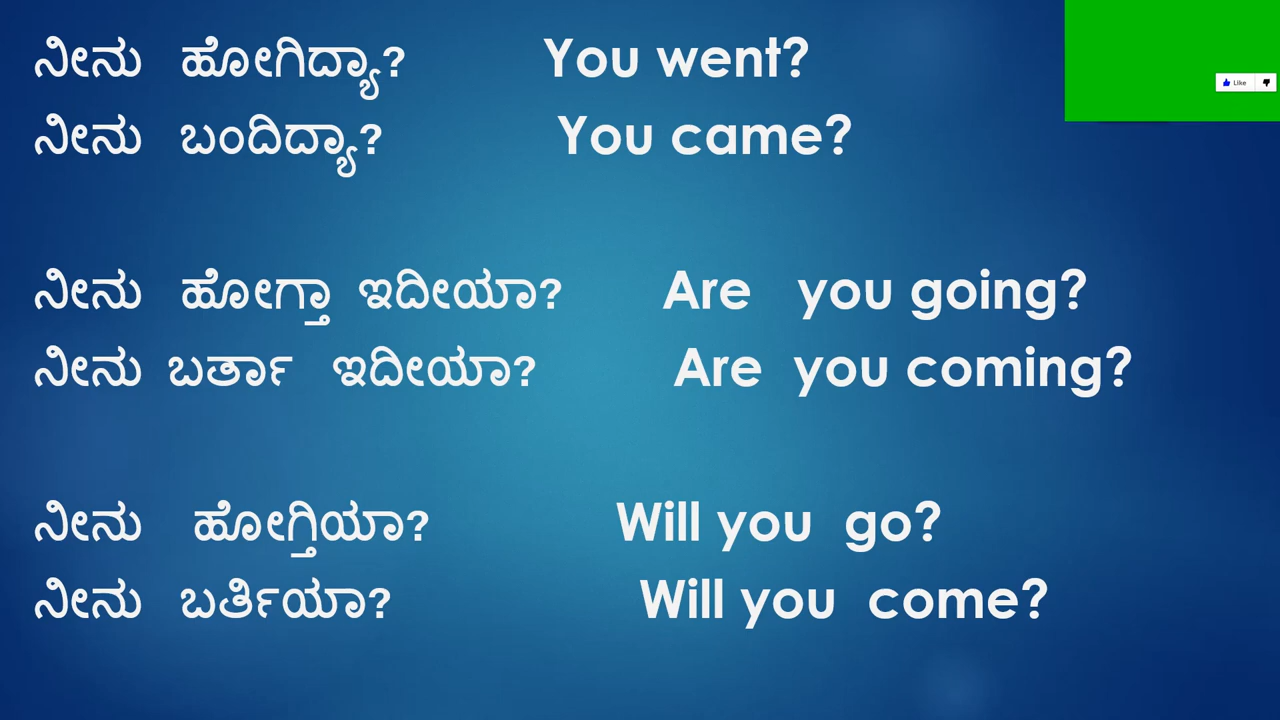 ನೀನು ಹೋಗಿದ್ಯಾ? You went?
Like
ನೀನು ಬಂದಿದ್ಯಾ? You came?
ನೀನು ಹೋಗ್ತಾ ಇದೀಯಾ? Are you going?
ನೀನು ಬರ್ತಾ ಇದೀಯಾ? Are you coming?
ನೀನು ಹೋಗ್ತಿಯಾ? Will you go?
ನೀನು ಬರ್ತಿಯಾ? Will you come?